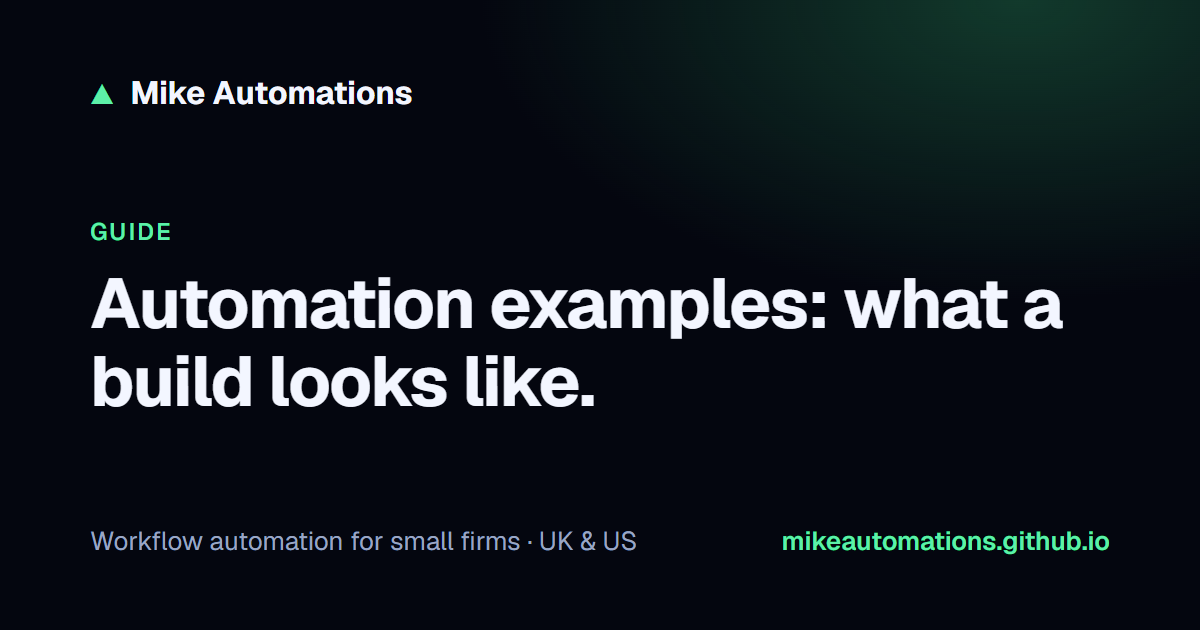 Mike Automations
GUIDE
Automation examples: what a
build looks like.
Workflow automation for small firms · UK & US
mikeautomations.github.io